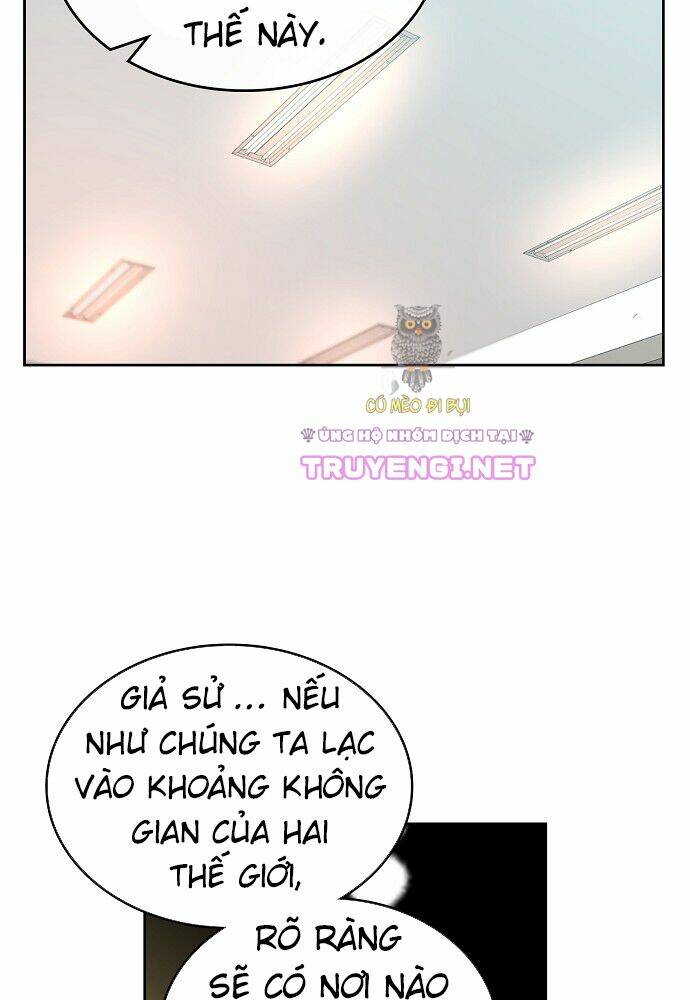 THẾ NÀY.
CÚ MÈO ĐI BỤI
ỦNG HỘ NHÓM DỊCH TẠI
TRUYENGI.NET
GIẢ SỬ ... NẾU
NHƯ CHÚNG TA LẠC
VÀO KHOẢNG KHÔNG
GIAN CỦA HAI
THẾ GIỚI,
RÕ RÀNG
SẼ CÓ NƠI NÀO